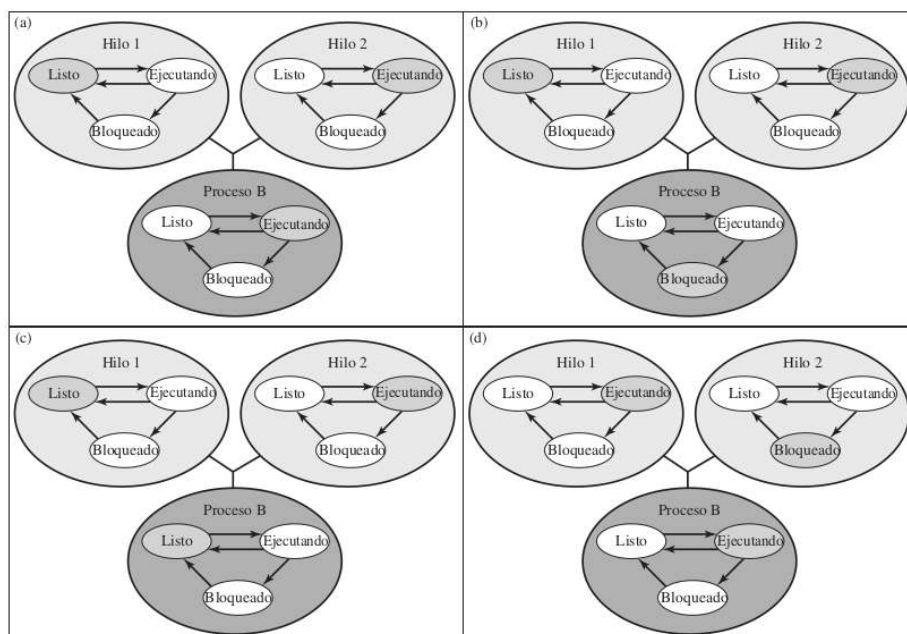 (a)
Hilo 1
Listo
Ejecutando
Bloqueado
Hilo 2
Listo
Ejecutando
Bloqueado
Proceso B
Listo
Ejecutando
Bloqueado
(b)
Hilo 1
Listo
Ejecutando
Bloqueado
Hilo 2
Listo
Ejecutando
Bloqueado
Proceso B
Listo
Ejecutando
Bloqueado
(c)
Hilo 1
Listo
Ejecutando
Bloqueado
Hilo 2
Listo
Ejecutando
Bloqueado
Proceso B
Listo
Ejecutando
Bloqueado
(d)
Hilo 1
Listo
Ejecutando
Bloqueado
Hilo 2
Listo
Ejecutando
Bloqueado
Proceso B
Listo
Ejecutando
Bloqueado